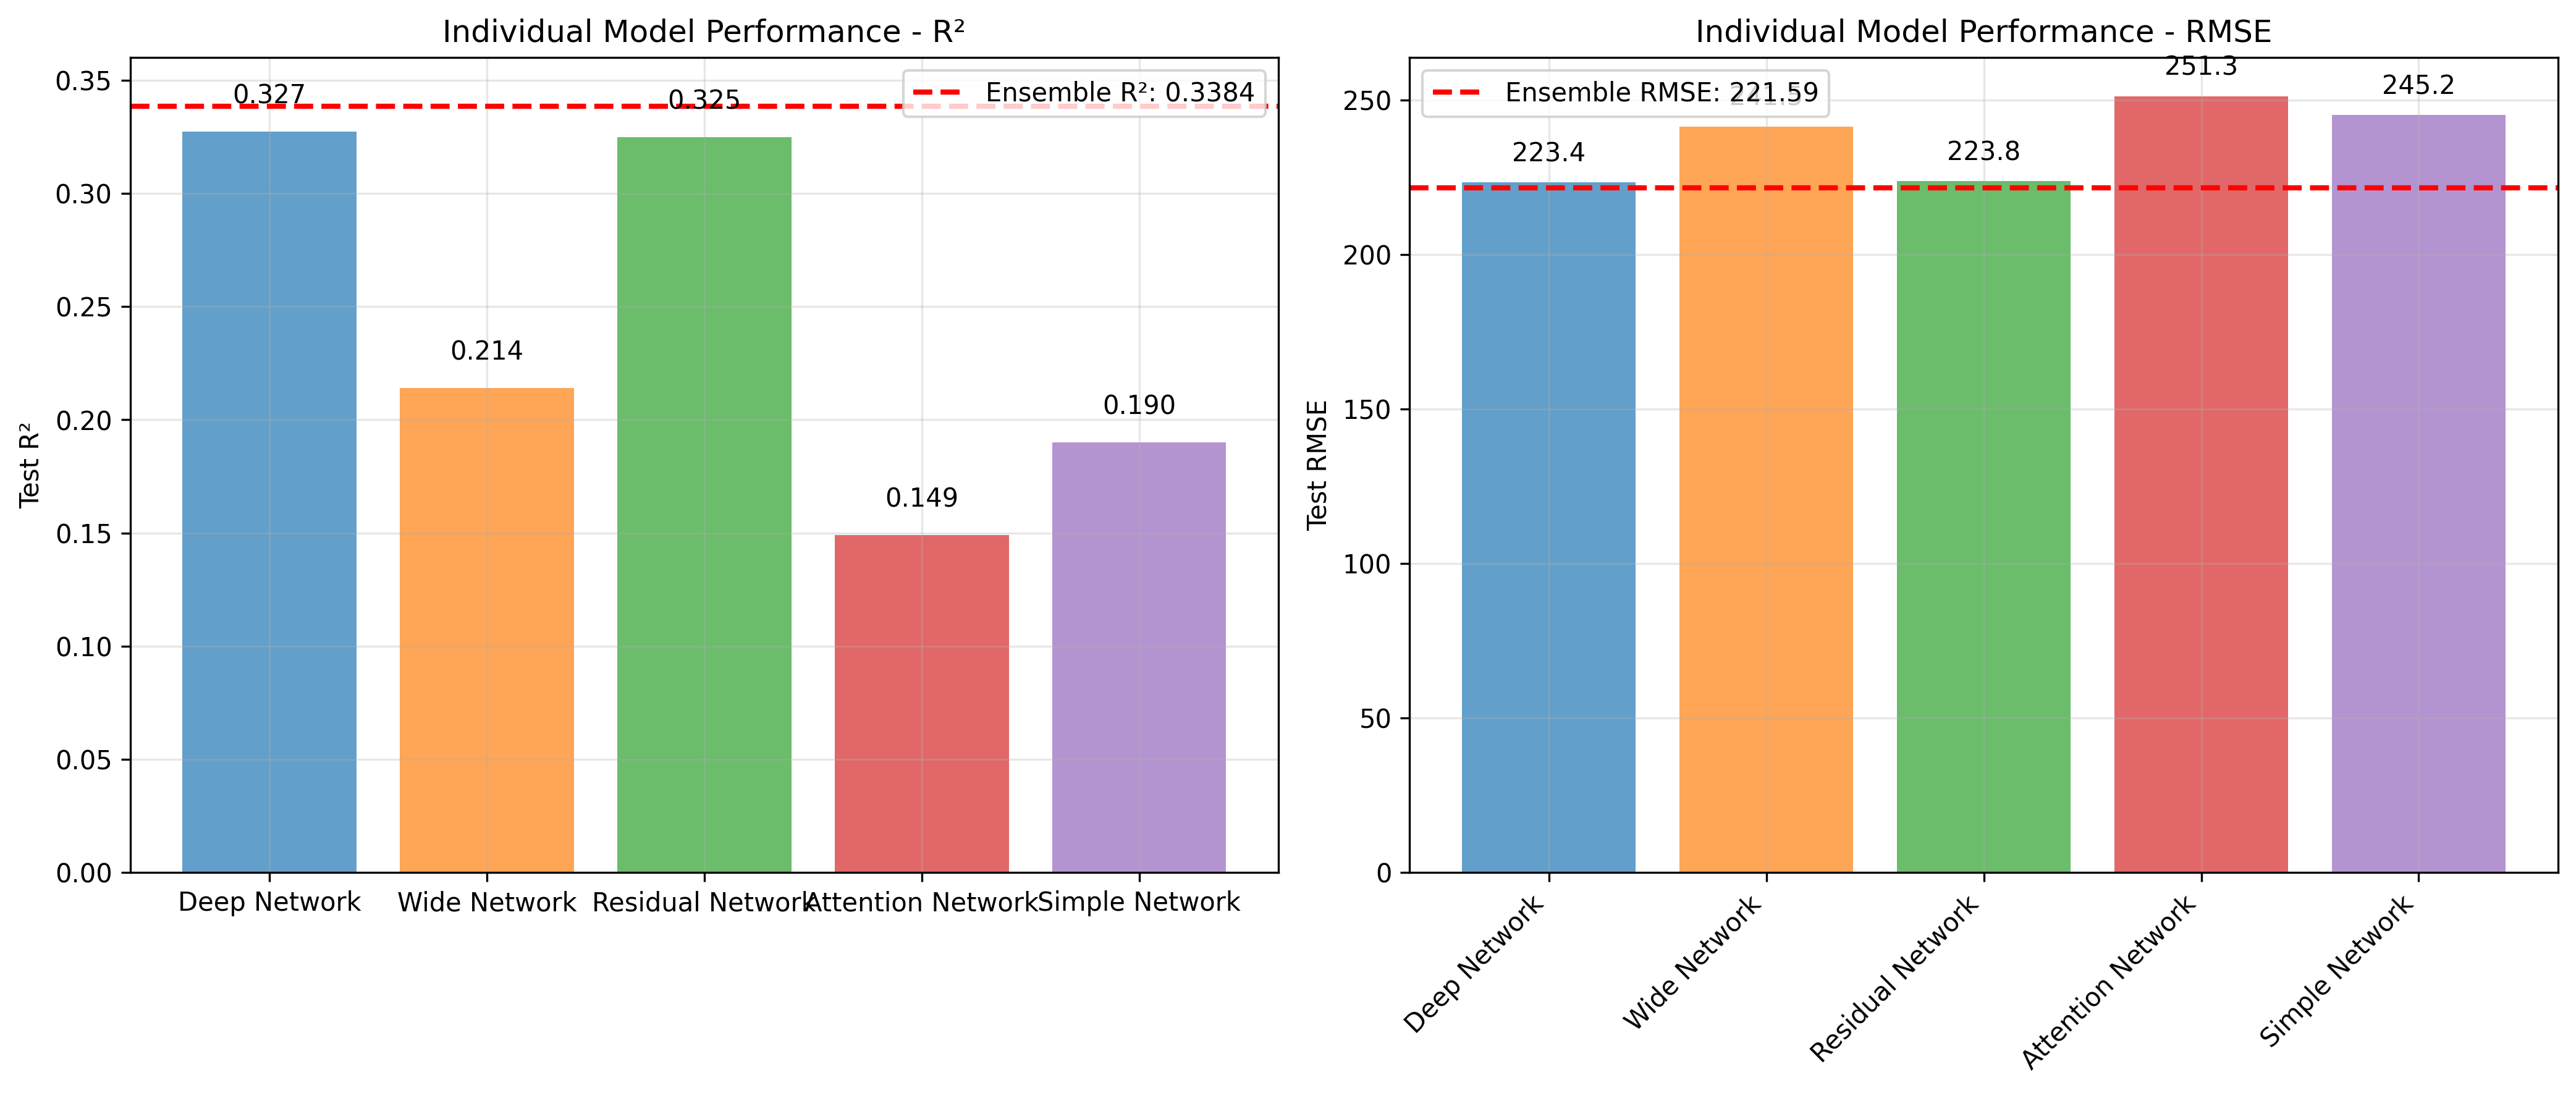 Individual Model Performance - R²
Ensemble R²: 0.3384
0.327
0.214
0.325
0.149
0.190
Test R²
0.35
0.30
0.25
0.20
0.15
0.10
0.05
0.00
Deep Network
Wide Network
Residual Network
Attention Network
Simple Network
Individual Model Performance - RMSE
Ensemble RMSE: 221.59
223.4
223.8
251.3
245.2
Test RMSE
250
200
150
100
50
0
Deep Network
Wide Network
Residual Network
Attention Network
Simple Network